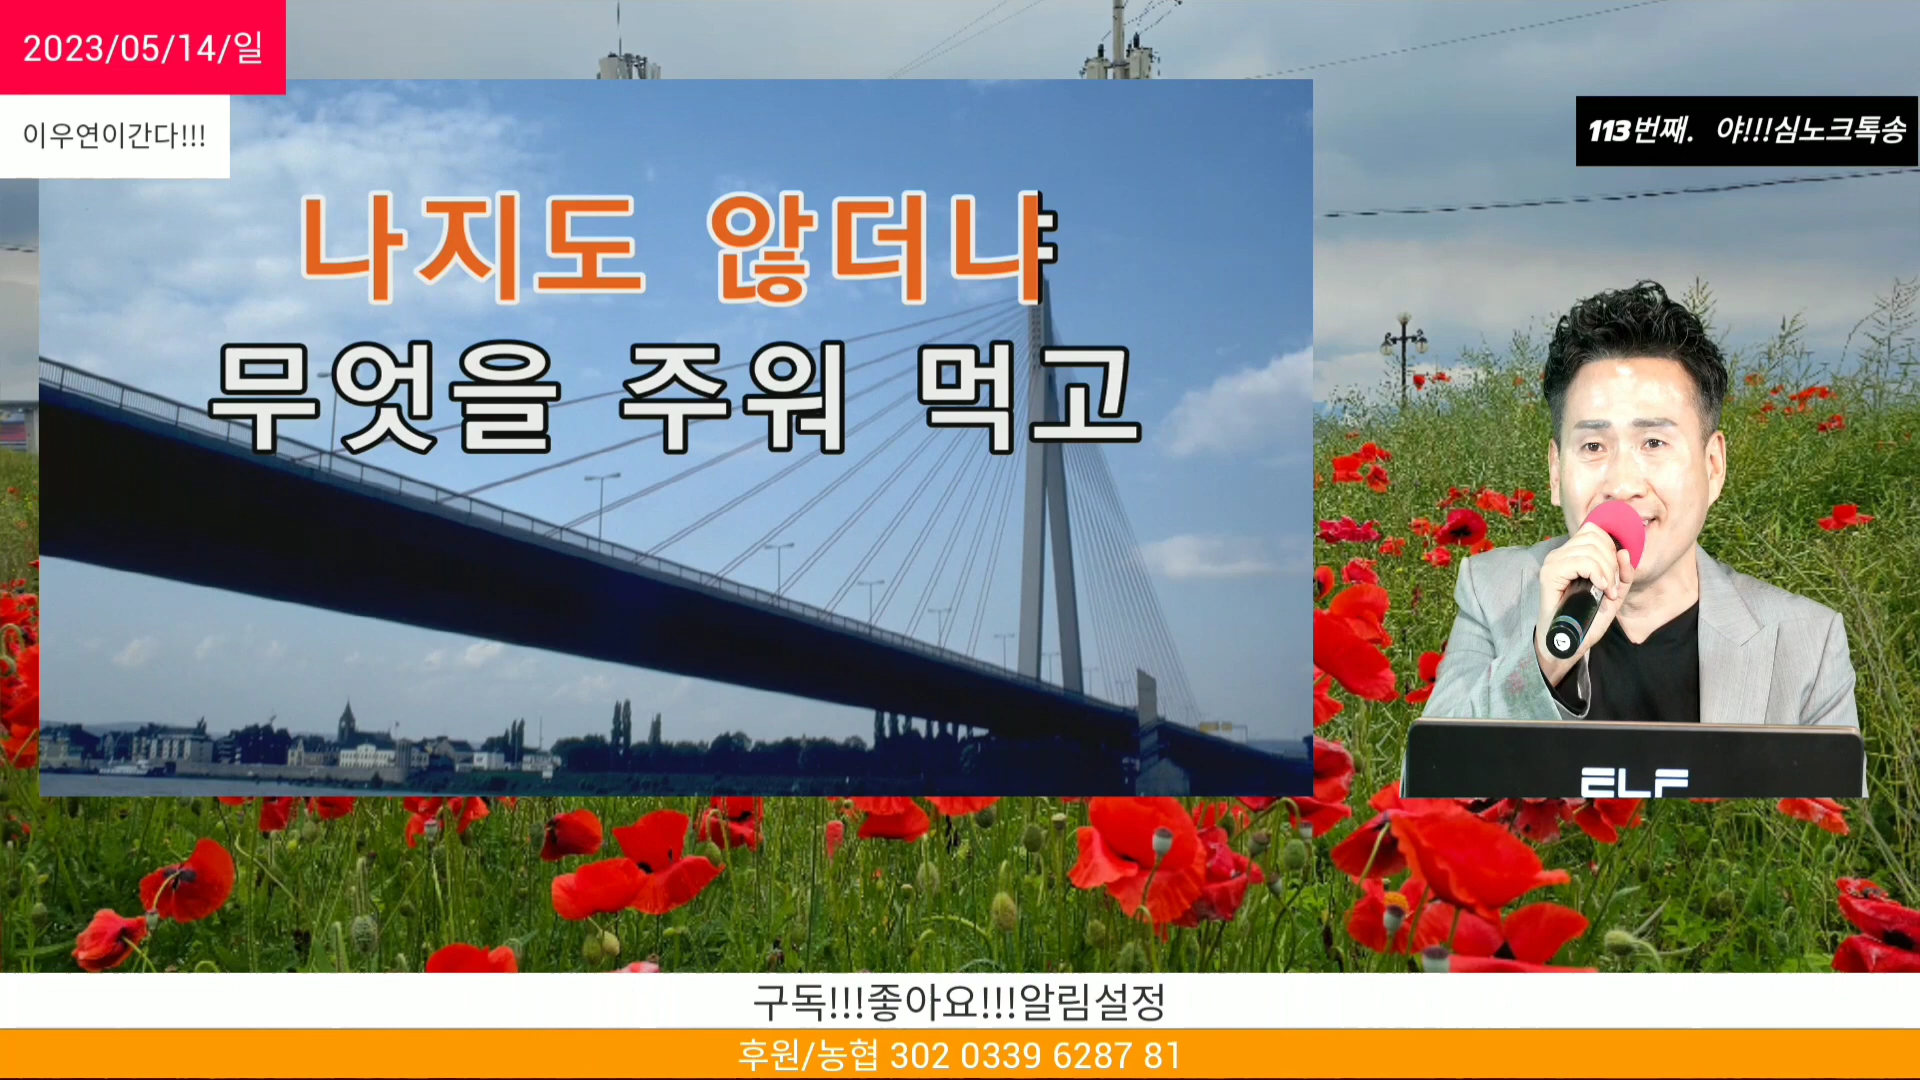 2023/05/14/일
이우연이간다!!!
113번째. 야!!!심노크톡송
나지도 않더냐
무엇을 주워 먹고
ELF
구독!!!좋아요!!!알림설정
후원/농협 302 0339 6287 81